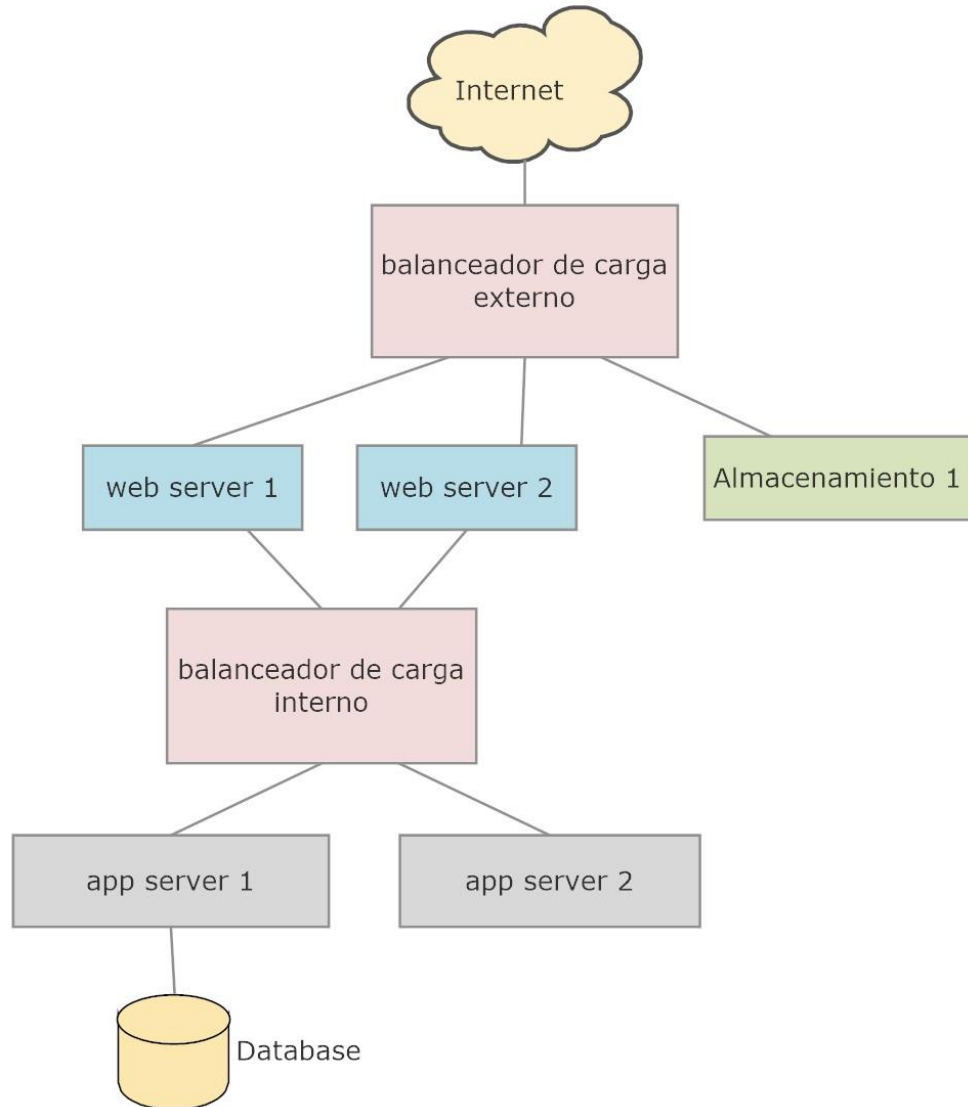 Internet
balanceador de carga
externo
web server 1
web server 2
Almacenamiento 1
balanceador de carga
interno
app server 1
app server 2
Database